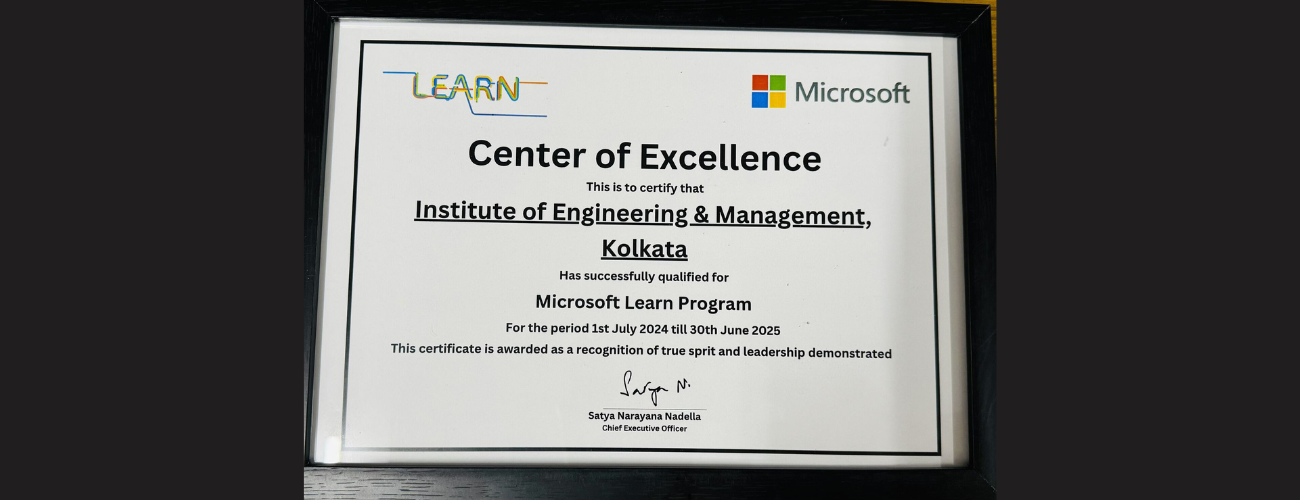 LEARN
Microsoft
Center of Excellence
This is to certify that
Institute of Engineering & Management,
Kolkata
Has successfully qualified for
Microsoft Learn Program
For the period 1st July 2024 till 30th June 2025
This certificate is awarded as a recognition of true sprit and leadership demonstrated
Satya N.
Satya Narayana Nadella
Chief Executive Officer